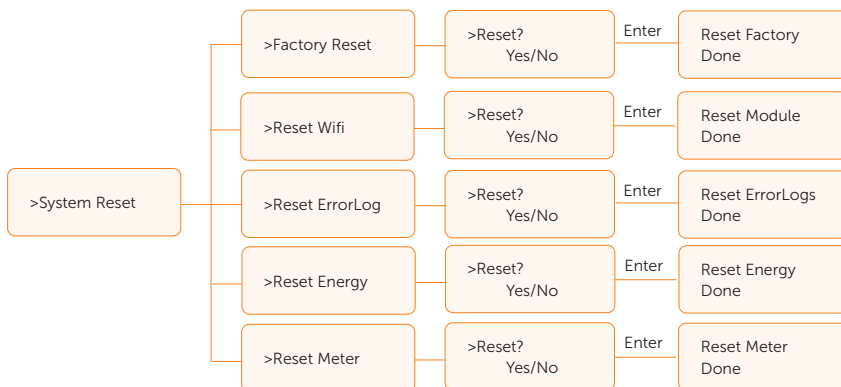 >System Reset
>Factory Reset
>Reset?
Yes/No
Enter
Reset Factory
Done
>Reset Wifi
>Reset?
Yes/No
Enter
Reset Module
Done
>Reset ErrorLog
>Reset?
Yes/No
Enter
Reset ErrorLogs
Done
>Reset Energy
>Reset?
Yes/No
Enter
Reset Energy
Done
>Reset Meter
>Reset?
Yes/No
Enter
Reset Meter
Done